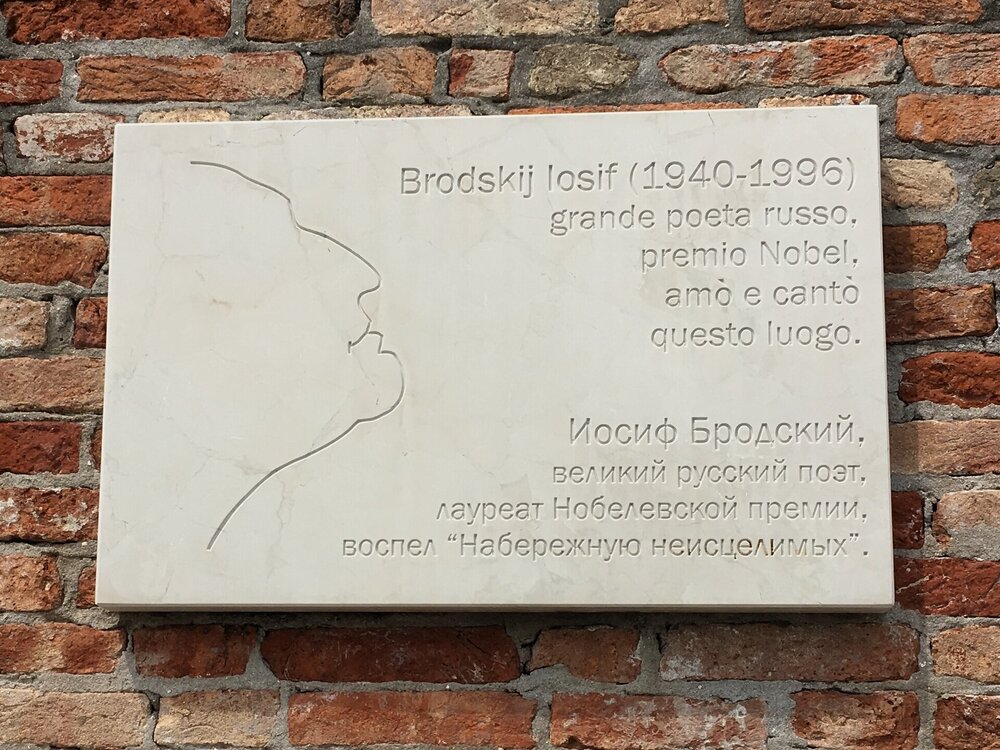 Brodskij Iosif (1940-1996)
grande poeta russo,
premio Nobel,
amò e cantò
questo luogo.
Иосиф Бродский,
великий русский поэт,
лауреат Нобелевской премии,
воспел “Набережную неисцелимых”.